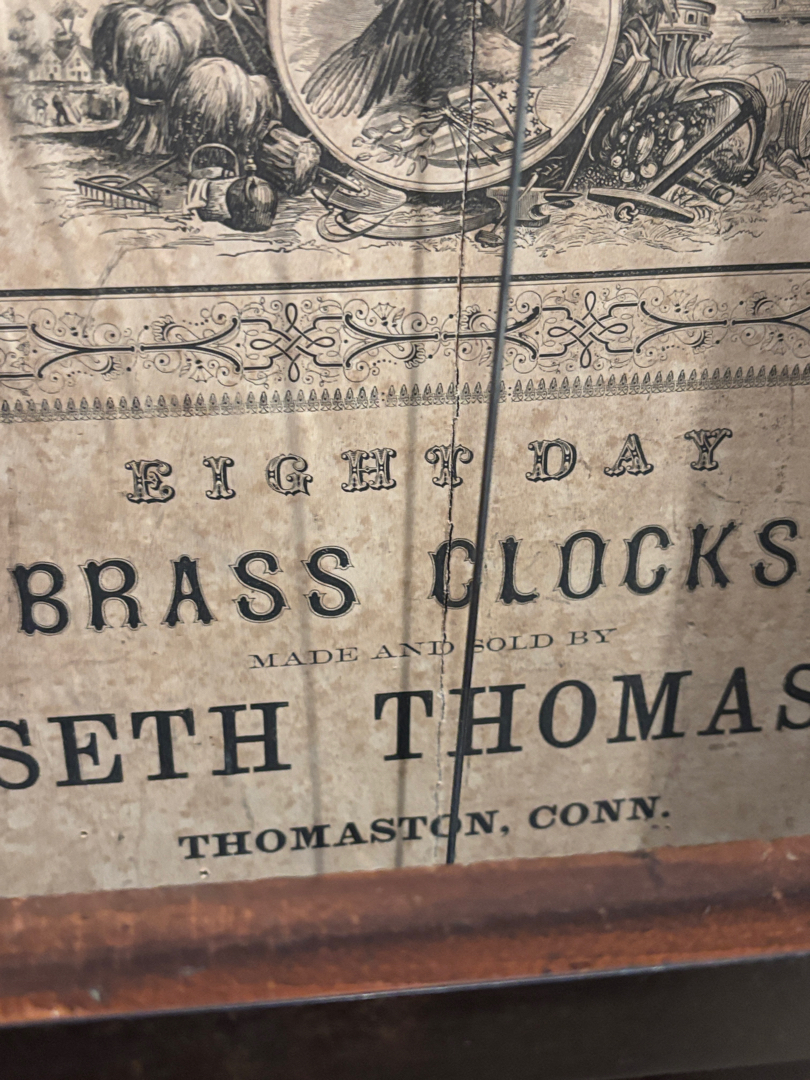 EIGHT DAY
BRASS CLOCKS
MADE AND SOLD BY
SETH THOMAS
THOMASTON, CONN.